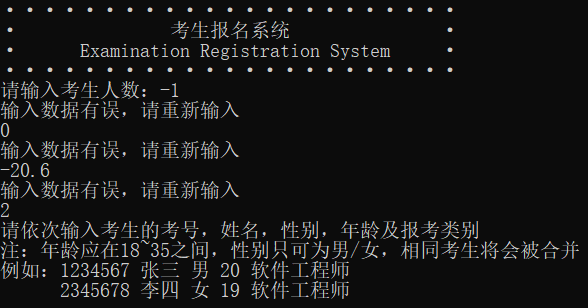 考生报名系统
Examination Registration System
请输入考生人数：-1
输入数据有误，请重新输入
0
输入数据有误，请重新输入
-20.6
输入数据有误，请重新输入
2
请依次输入考生的考号，姓名，性别，年龄及报考类别
注：年龄应在18~35之间，性别只可为男/女，相同考生将会被合并
例如：1234567 张三 男 20 软件工程师
2345678 李四 女 19 软件工程师